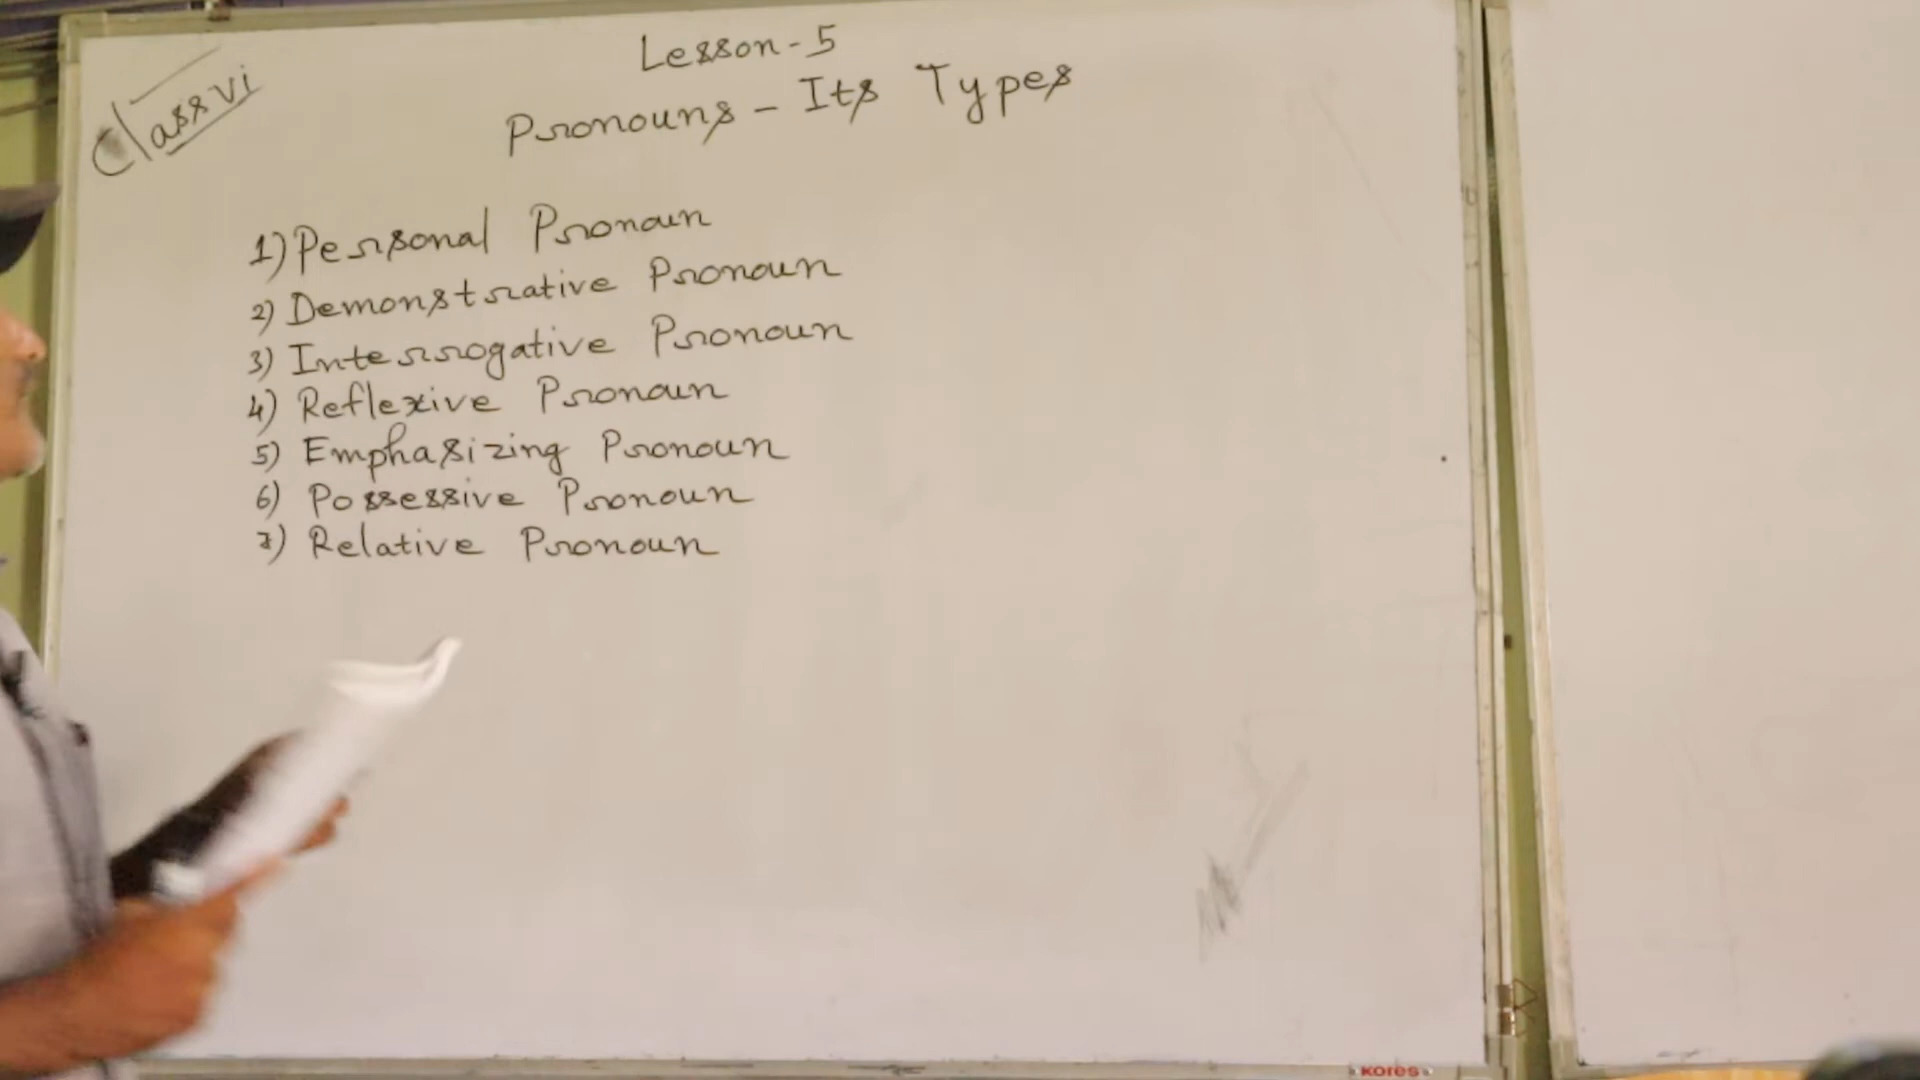 Class VI
Lesson-5
Pronouns - Its Types
1) Personal Pronoun
2) Demonstrative Pronoun
3) Interrogative Pronoun
4) Reflexive Pronoun
5) Emphasizing Pronoun
6) Possessive Pronoun
7) Relative Pronoun
kores